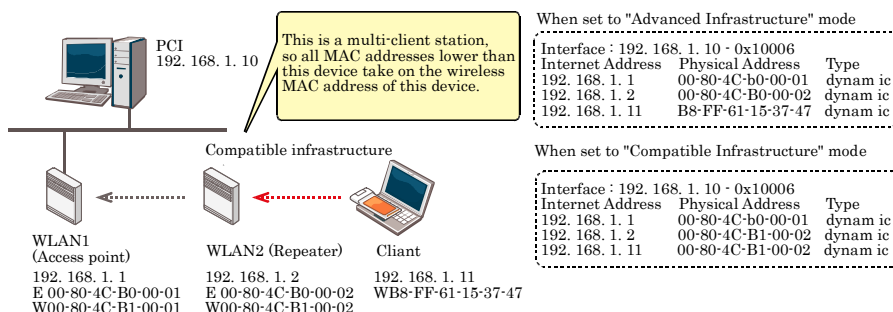 PCI
192. 168. 1. 10
This is a multi-client station,
so all MAC addresses lower than
this device take on the wireless
MAC address of this device.
Compatible infrastructure
WLAN1
(Access point)
192. 168. 1. 1
E 00-80-4C-B0-00-01
W00-80-4C-B1-00-01
WLAN2 (Repeater)
192. 168. 1. 2
E 00-80-4C-B0-00-02
W00-80-4C-B1-00-02
Client
192. 168. 1. 11
WB8-FF-61-15-37-47
When set to "Advanced Infrastructure" mode
Interface : 192. 168. 1. 10 - 0x10006
Internet Address Physical Address Type
192. 168. 1. 1 00-80-4C-b0-00-01 dynam ic
192. 168. 1. 2 00-80-4C-B0-00-02 dynam ic
192. 168. 1. 11 B8-FF-61-15-37-47 dynam ic
When set to "Compatible Infrastructure" mode
Interface : 192. 168. 1. 10 - 0x10006
Internet Address Physical Address Type
192. 168. 1. 1 00-80-4C-b0-00-01 dynam ic
192. 168. 1. 2 00-80-4C-B1-00-02 dynam ic
192. 168. 1. 11 00-80-4C-B1-00-02 dynam ic